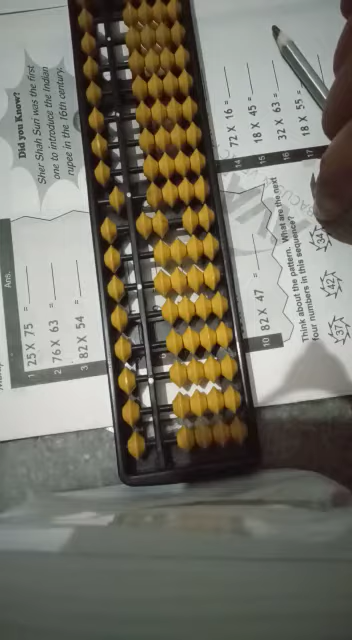 Did you Know?
Sher Shah Suri was the first
one to introduce the Indian
rupee in the 16th century.
Ans.
1 25 X 75 =
2 76 X 63 =
3 82 X 54 =
14 72 X 16 =
15 18 X 45 =
16 32 X 63 =
17 18 X 55 =
10 82 X 47 =
Think about the pattern. What are the next
four numbers in this sequence?
37 42 34